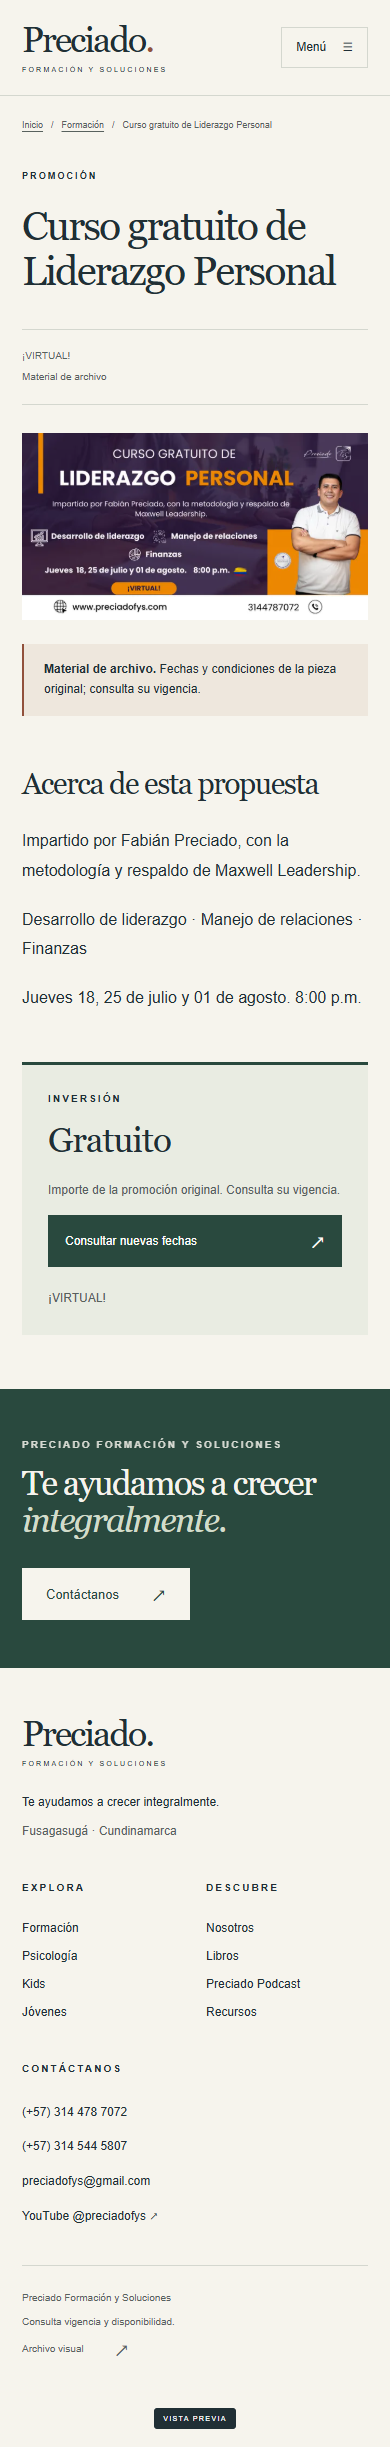 Preciado.
FORMACIÓN Y SOLUCIONES
Menú
Inicio / Formación / Curso gratuito de Liderazgo Personal
PROMOCIÓN
Curso gratuito de
Liderazgo Personal
¡VIRTUAL!
Material de archivo
Preciado
CURSO GRATUITO DE
LIDERAZGO PERSONAL
Impartido por Fabián Preciado, con la metodología y respaldo de
Maxwell Leadership.
Desarrollo de liderazgo Manejo de relaciones
Finanzas
Jueves 18, 25 de julio y 01 de agosto. 8:00 p.m.
¡VIRTUAL!
www.preciadofys.com 3144787072
Material de archivo. Fechas y condiciones de la pieza
original; consulta su vigencia.
Acerca de esta propuesta
Impartido por Fabián Preciado, con la
metodología y respaldo de Maxwell Leadership.
Desarrollo de liderazgo · Manejo de relaciones ·
Finanzas
Jueves 18, 25 de julio y 01 de agosto. 8:00 p.m.
INVERSIÓN
Gratuito
Importe de la promoción original. Consulta su vigencia.
Consultar nuevas fechas ↗
¡VIRTUAL!
PRECIADO FORMACIÓN Y SOLUCIONES
Te ayudamos a crecer
integralmente.
Contáctanos ↗
Preciado.
FORMACIÓN Y SOLUCIONES
Te ayudamos a crecer integralmente.
Fusagasugá · Cundinamarca
EXPLORA
Formación
Psicología
Kids
Jóvenes
DESCUBRE
Nosotros
Libros
Preciado Podcast
Recursos
CONTÁCTANOS
(+57) 314 478 7072
(+57) 314 544 5807
preciadofys@gmail.com
YouTube @preciadofys ↗
Preciado Formación y Soluciones
Consulta vigencia y disponibilidad.
Archivo visual ↗
VISTA PREVIA